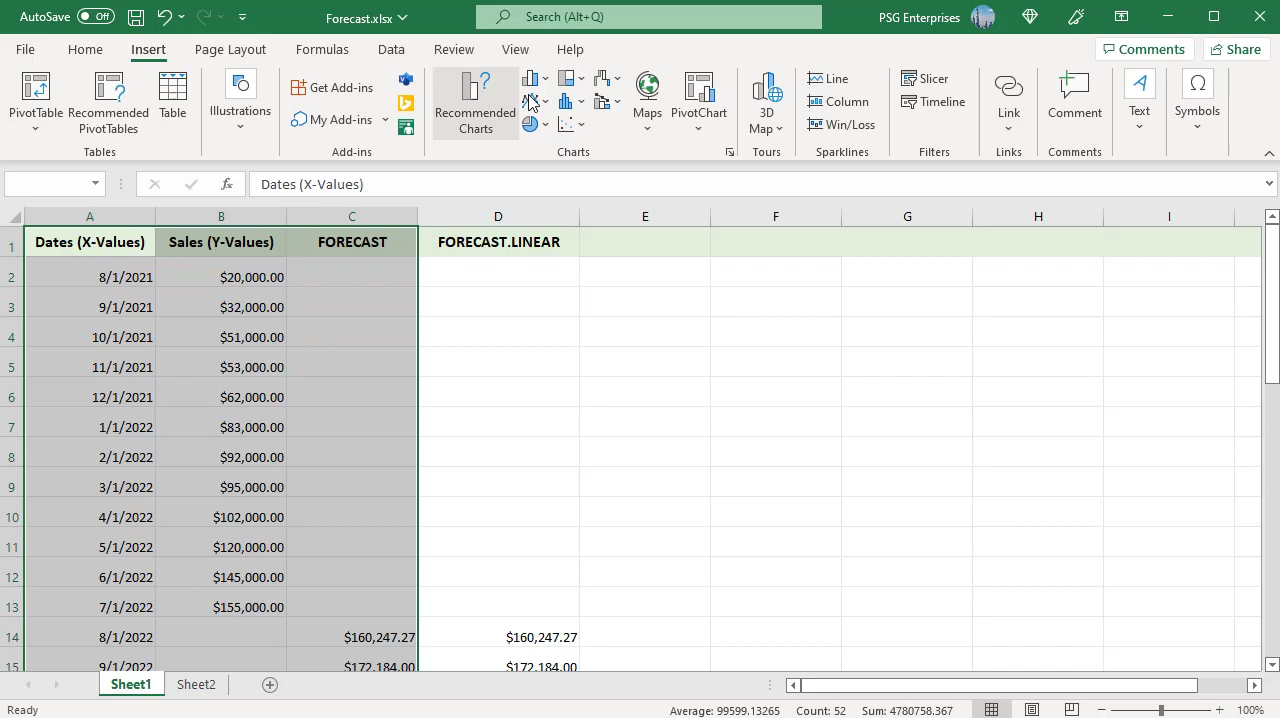 AutoSave Off Forecast.xlsx Search (Alt+Q) PSG Enterprises
File Home Insert Page Layout Formulas Data Review View Help Comments Share
PivotTable Recommended PivotTables Table
Tables
Illustrations
Get Add-ins
My Add-ins
Add-ins
Recommended Charts
Maps PivotChart
Charts
3D Map
Tours
Line
Column
Win/Loss
Sparklines
Slicer
Timeline
Filters
Link
Links
Comment
Comments
Text
Symbols
Dates (X-Values)
A B C D E F G H I
1 Dates (X-Values) Sales (Y-Values) FORECAST FORECAST.LINEAR
2 8/1/2021 $20,000.00
3 9/1/2021 $32,000.00
4 10/1/2021 $51,000.00
5 11/1/2021 $53,000.00
6 12/1/2021 $62,000.00
7 1/1/2022 $83,000.00
8 2/1/2022 $92,000.00
9 3/1/2022 $95,000.00
10 4/1/2022 $102,000.00
11 5/1/2022 $120,000.00
12 6/1/2022 $145,000.00
13 7/1/2022 $155,000.00
14 8/1/2022 $160,247.27 $160,247.27
15 9/1/2022 $172,184.00 $172,184.00
Sheet1 Sheet2
Ready Average: 99599.13265 Count: 52 Sum: 4780758.367 100%